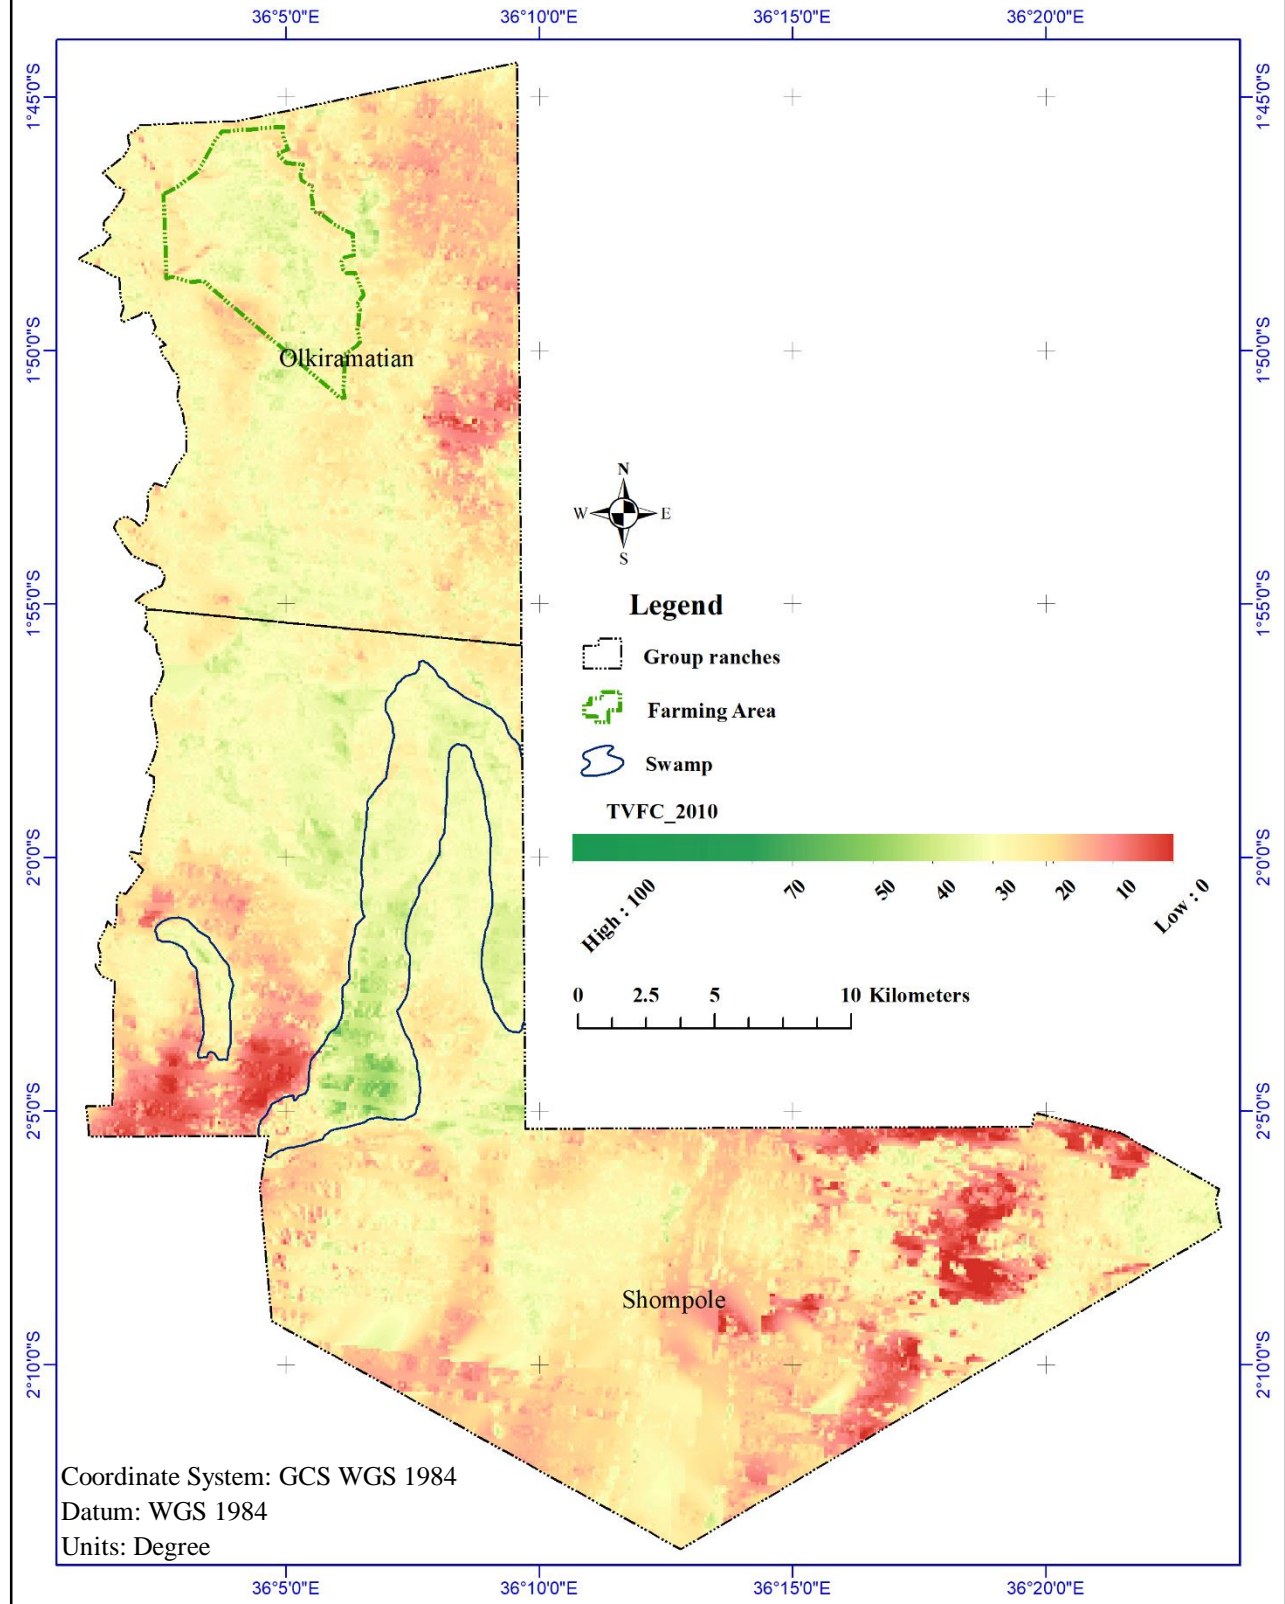 36°5'0"E 36°10'0"E 36°15'0"E 36°20'0"E
1°45'0"S 1°45'0"S
1°50'0"S 1°50'0"S
Olkiramatian
N
W E
S
1°55'0"S 1°55'0"S
Legend
Group ranches
Farming Area
Swamp
TVFC_2010
2°0'0"S 2°0'0"S
High : 100 70 50 40 30 20 10 Low : 0
0 2.5 5 10 Kilometers
2°5'0"S 2°5'0"S
Shompole
2°10'0"S 2°10'0"S
Coordinate System: GCS WGS 1984
Datum: WGS 1984
Units: Degree
36°5'0"E 36°10'0"E 36°15'0"E 36°20'0"E